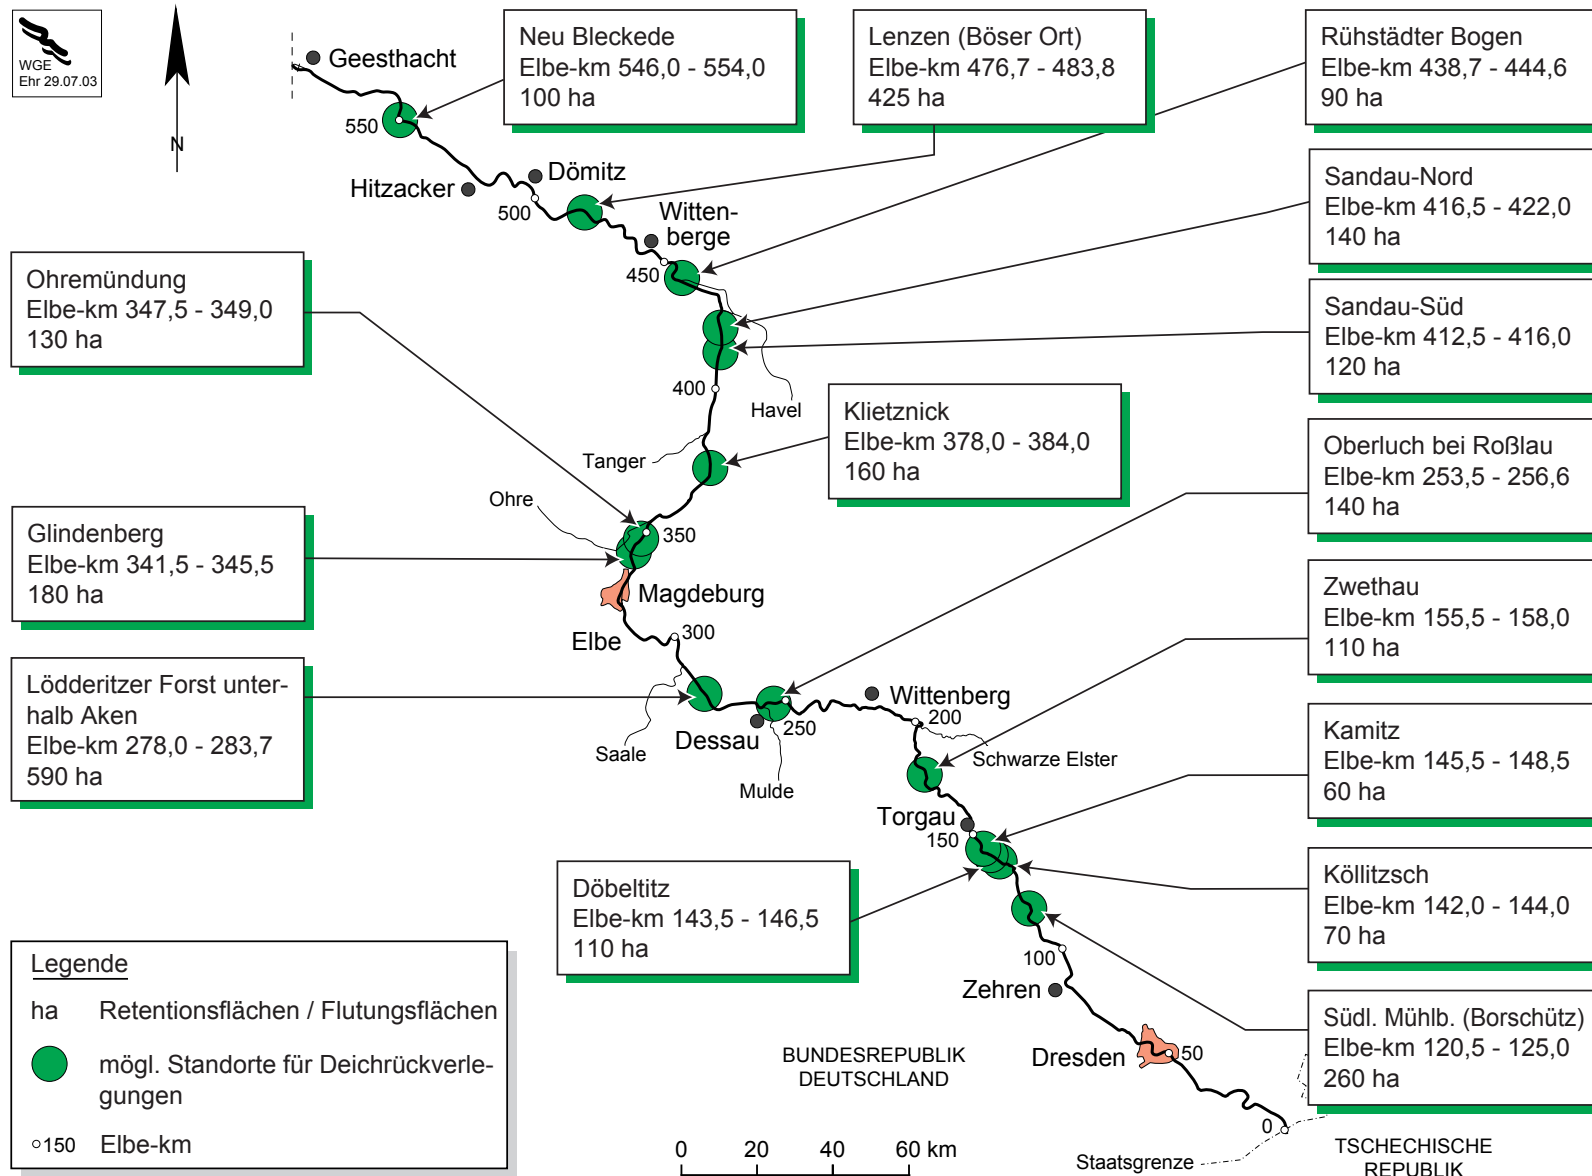 WGE
Ehr 29.07.03
N
Geesthacht
Neu Bleckede
Elbe-km 546,0 - 554,0
100 ha
Lenzen (Böser Ort)
Elbe-km 476,7 - 483,8
425 ha
Rühstädter Bogen
Elbe-km 438,7 - 444,6
90 ha
550
Hitzacker
Dömitz
500
Witten-
berge
450
Sandau-Nord
Elbe-km 416,5 - 422,0
140 ha
Ohremündung
Elbe-km 347,5 - 349,0
130 ha
Sandau-Süd
Elbe-km 412,5 - 416,0
120 ha
400
Havel
Klietznick
Elbe-km 378,0 - 384,0
160 ha
Tanger
Oberluch bei Roßlau
Elbe-km 253,5 - 256,6
140 ha
Ohre
350
Glindenberg
Elbe-km 341,5 - 345,5
180 ha
Magdeburg
Elbe
300
Zwethau
Elbe-km 155,5 - 158,0
110 ha
Lödderitzer Forst unter-
halb Aken
Elbe-km 278,0 - 283,7
590 ha
Saale
Dessau
250
Mulde
Wittenberg
200
Schwarze Elster
Kamitz
Elbe-km 145,5 - 148,5
60 ha
Torgau
150
Döbeltitz
Elbe-km 143,5 - 146,5
110 ha
Köllitzsch
Elbe-km 142,0 - 144,0
70 ha
100
Zehren
Südl. Mühlb. (Borschütz)
Elbe-km 120,5 - 125,0
260 ha
Dresden
50
0
BUNDESREPUBLIK
DEUTSCHLAND
Legende
ha Retentionsflächen / Flutungsflächen
mögl. Standorte für Deichrückverle-
gungen
150 Elbe-km
0 20 40 60 km
Staatsgrenze
TSCHECHISCHE
REPUBLIK